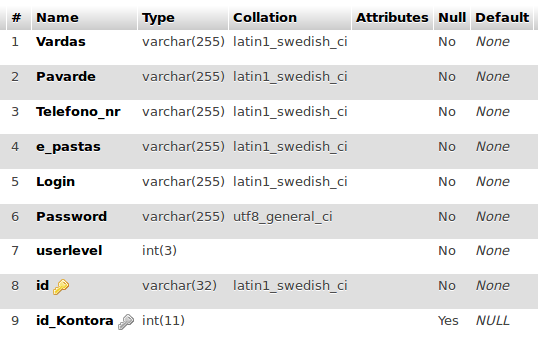 # Name Type Collation Attributes Null Default
1 Vardas varchar(255) latin1_swedish_ci No None
2 Pavarde varchar(255) latin1_swedish_ci No None
3 Telefono_nr varchar(255) latin1_swedish_ci No None
4 e_pastas varchar(255) latin1_swedish_ci No None
5 Login varchar(255) latin1_swedish_ci No None
6 Password varchar(255) utf8_general_ci No None
7 userlevel int(3) No None
8 id varchar(32) latin1_swedish_ci No None
9 id_Kontora int(11) Yes NULL